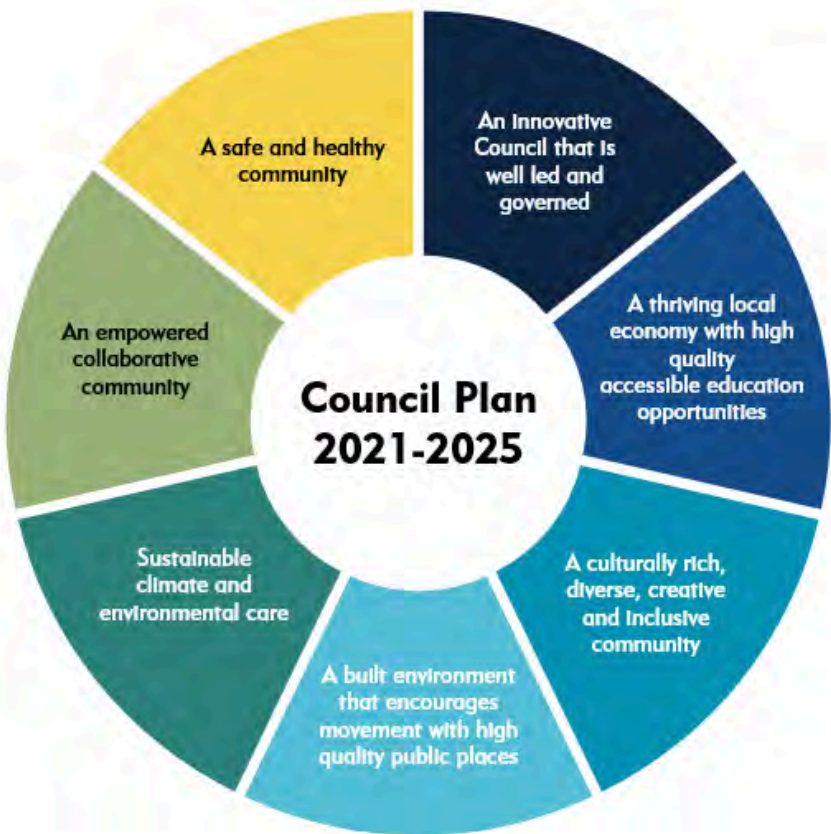 Council Plan
2021-2025
An innovative
Council that is
well led and
governed
A thriving local
economy with high
quality
accessible education
opportunities
A culturally rich,
diverse, creative
and inclusive
community
A built environment
that encourages
movement with high
quality public places
Sustainable
climate and
environmental care
An empowered
collaborative
community
A safe and healthy
community